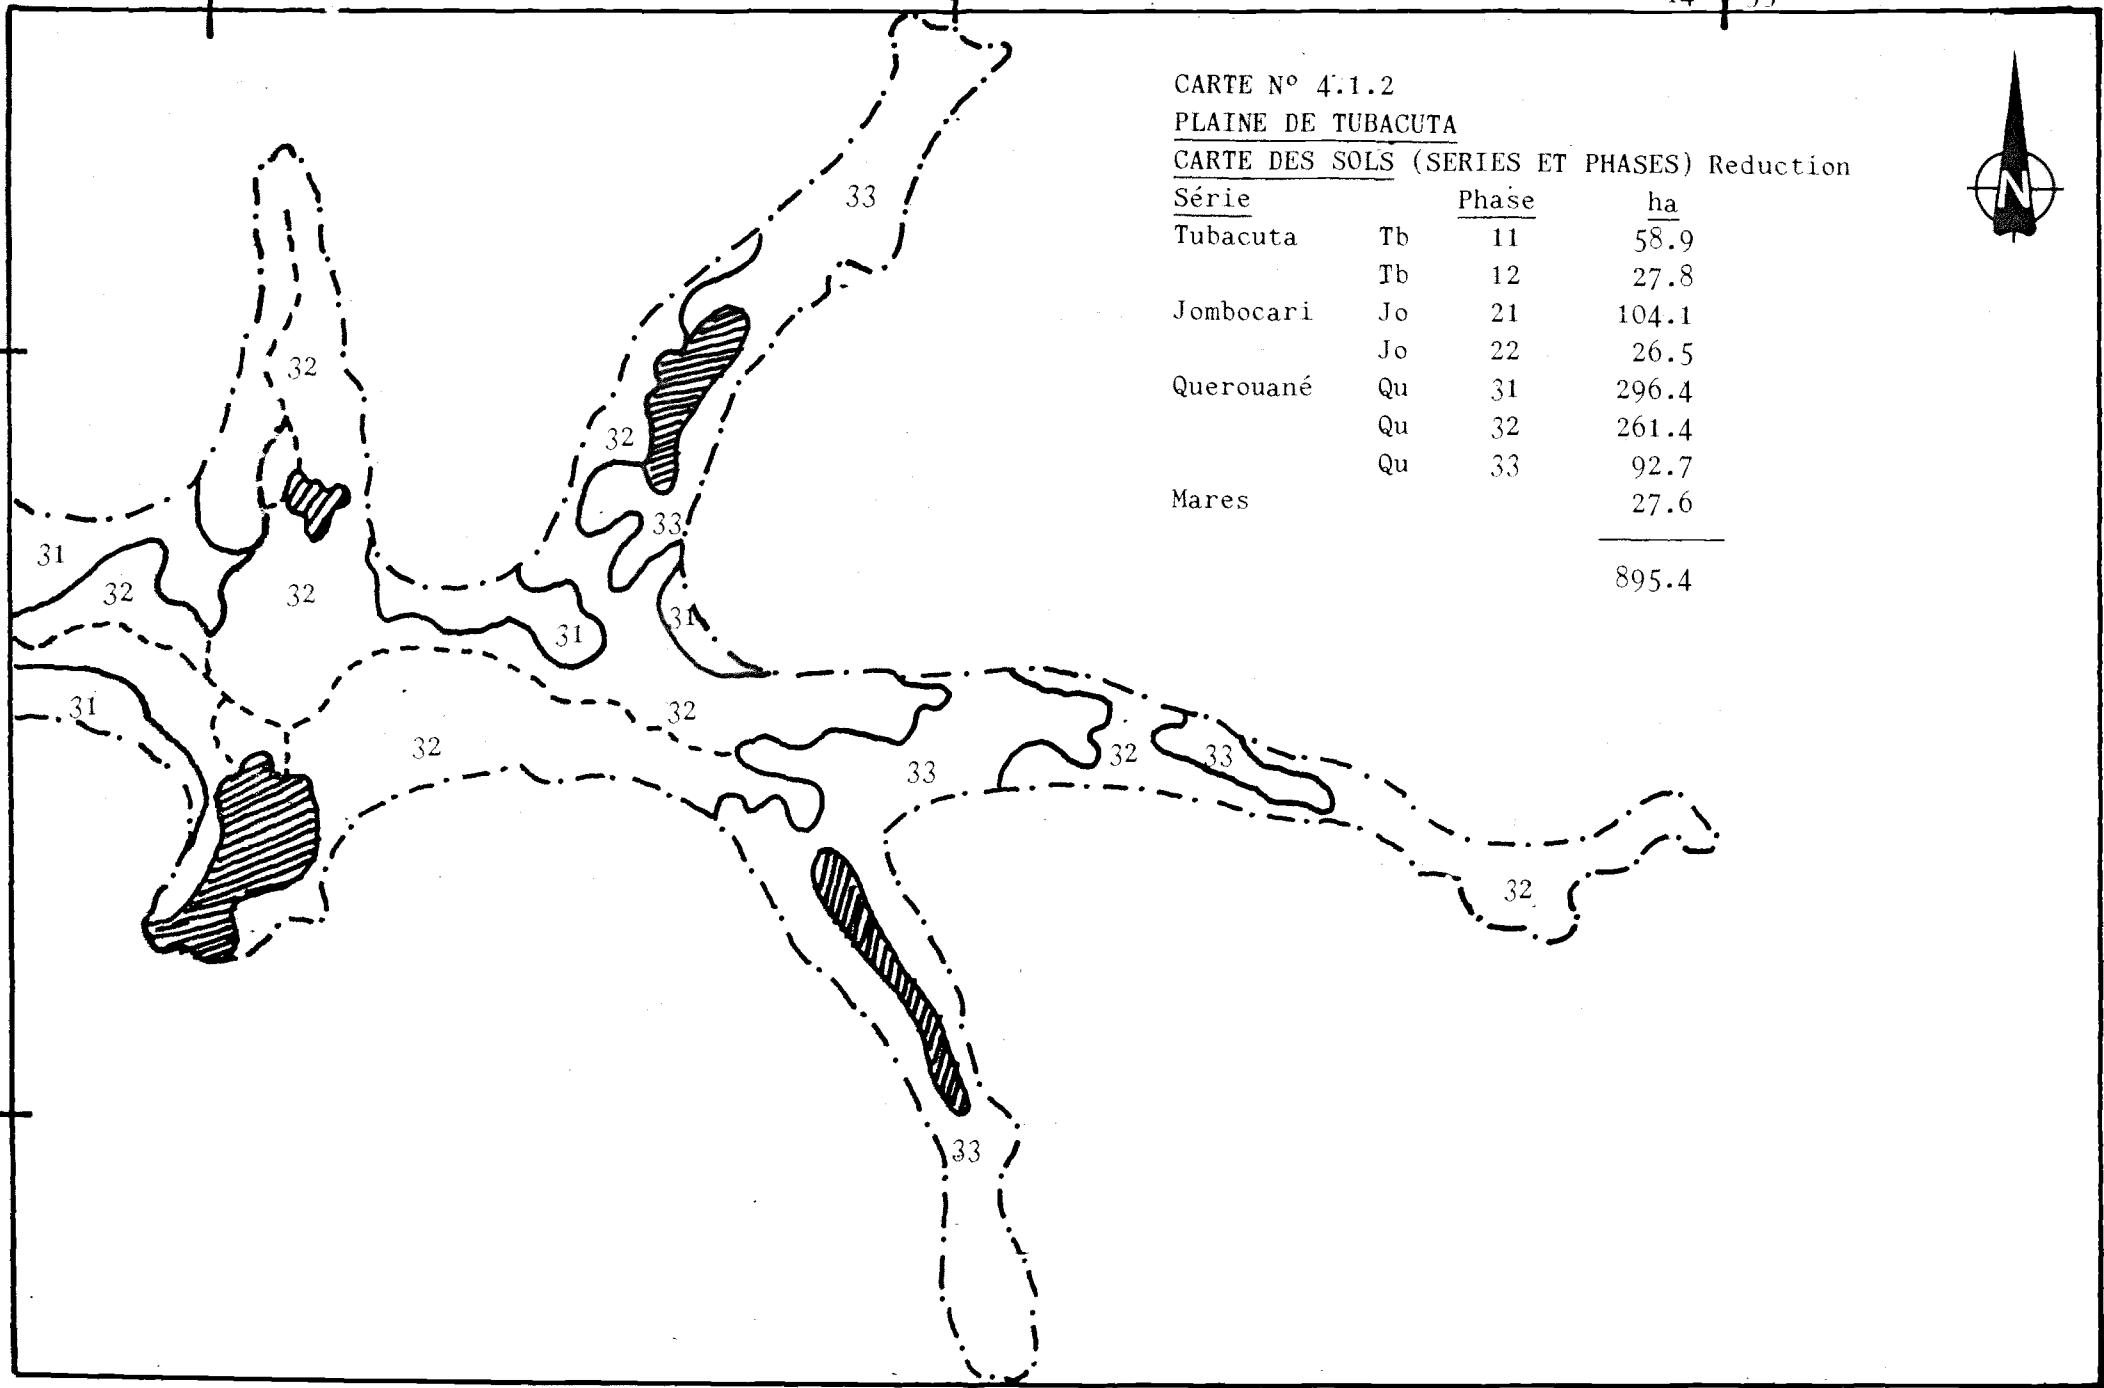 CARTE Nº 4.1.2
PLAINE DE TUBACUTA
CARTE DES SOLS (SERIES ET PHASES) Reduction
Série Phase ha
Tubacuta Tb 11 58.9
Tb 12 27.8
Jombocari Jo 21 104.1
Jo 22 26.5
Querouané Qu 31 296.4
Qu 32 261.4
Qu 33 92.7
Mares 27.6
895.4
N
33
32
32
33
31
32
32
31
31
31
32
32
32
33
33
32
32
33